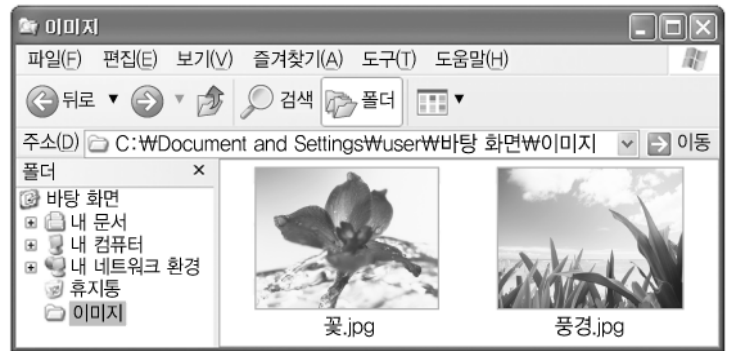 이미지
파일(F) 편집(E) 보기(V) 즐겨찾기(A) 도구(T) 도움말(H)
뒤로 검색 폴더
주소(D) C:₩Document and Settings₩user₩바탕 화면₩이미지 이동
폴더 ×
바탕 화면
내 문서
내 컴퓨터
내 네트워크 환경
휴지통
이미지
꽃.jpg 풍경.jpg